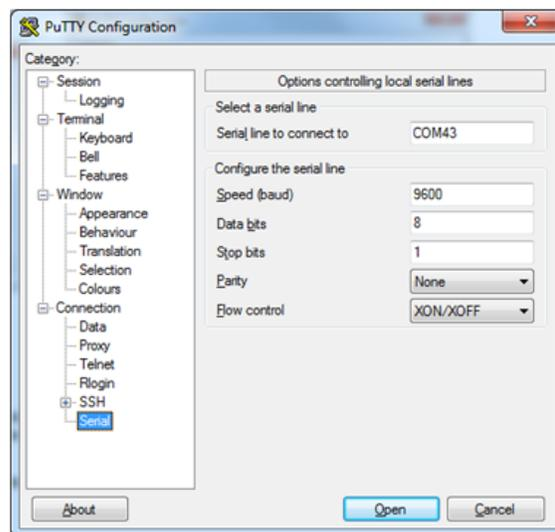 PuTTY Configuration
Category:
Session
Logging
Terminal
Keyboard
Bell
Features
Window
Appearance
Behaviour
Translation
Selection
Colours
Connection
Data
Proxy
Telnet
Rlogin
SSH
Serial
Options controlling local serial lines
Select a serial line
Serial line to connect to COM43
Configure the serial line
Speed (baud) 9600
Data bits 8
Stop bits 1
Parity None
Flow control XON/XOFF
About Open Cancel